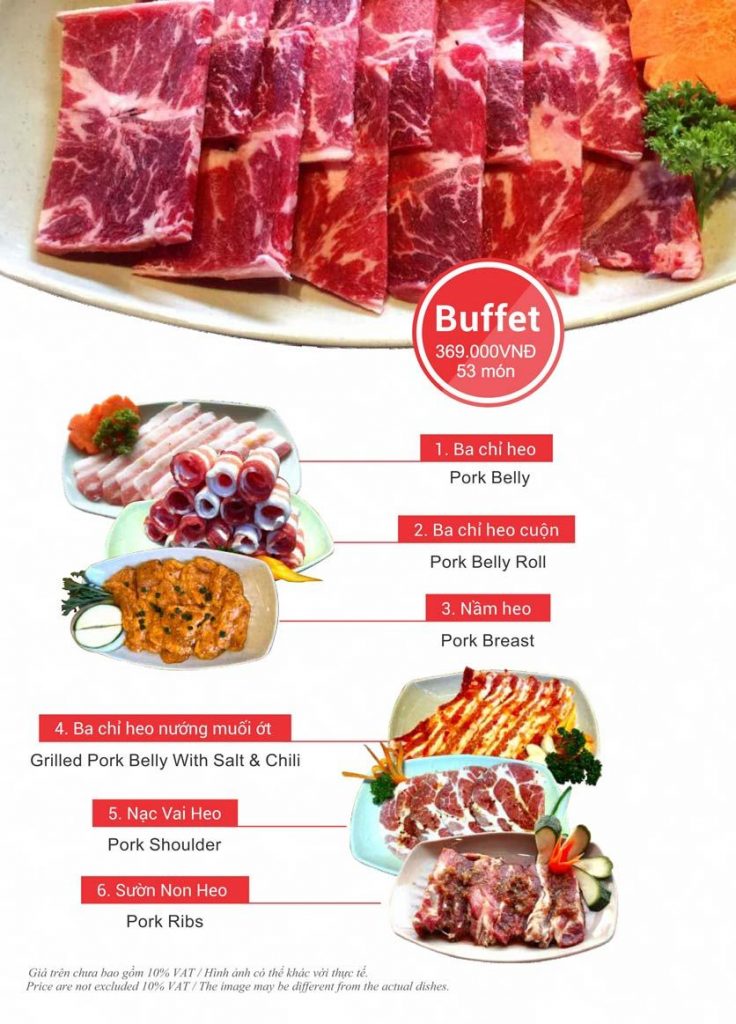 Buffet
369.000VNĐ
53 món
1. Ba chỉ heo
Pork Belly
2. Ba chỉ heo cuộn
Pork Belly Roll
3. Nầm heo
Pork Breast
4. Ba chỉ heo nướng muối ớt
Grilled Pork Belly With Salt & Chili
5. Nạc Vai Heo
Pork Shoulder
6. Sườn Non Heo
Pork Ribs
Giá trên chưa bao gồm 10% VAT / Hình ảnh có thể khác với thực tế.
Price are not excluded 10% VAT / The image may be different from the actual dishes.